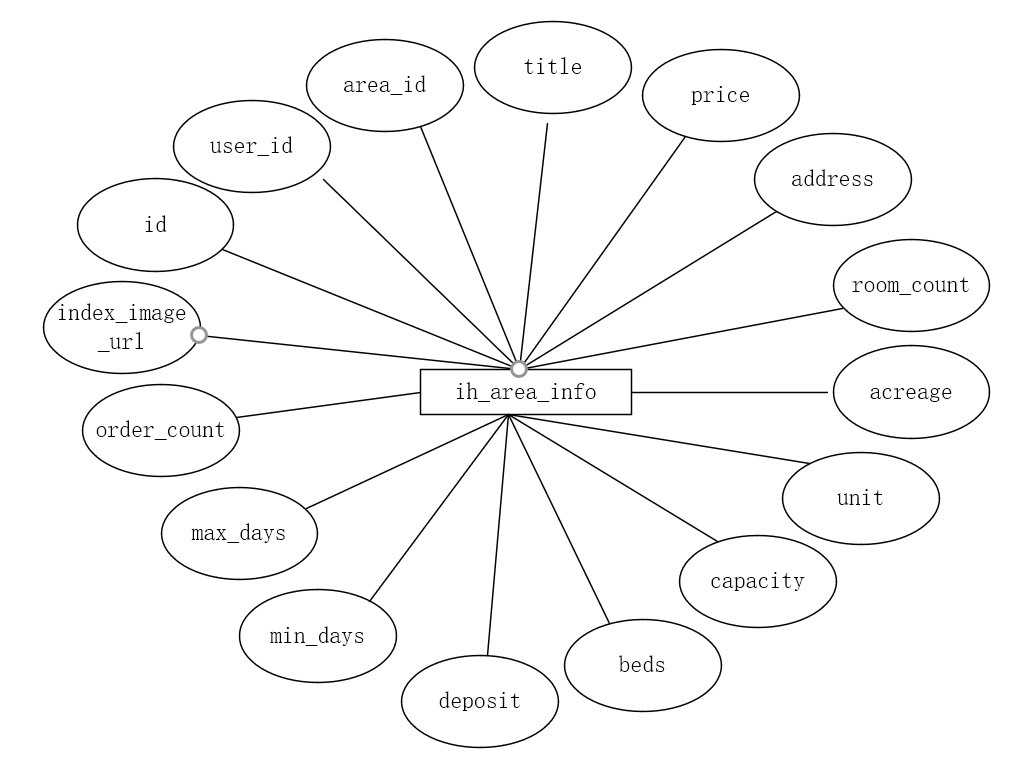 title
area_id
price
user_id
address
id
room_count
index_image
_url
ih_area_info
acreage
order_count
unit
max_days
capacity
min_days
beds
deposit